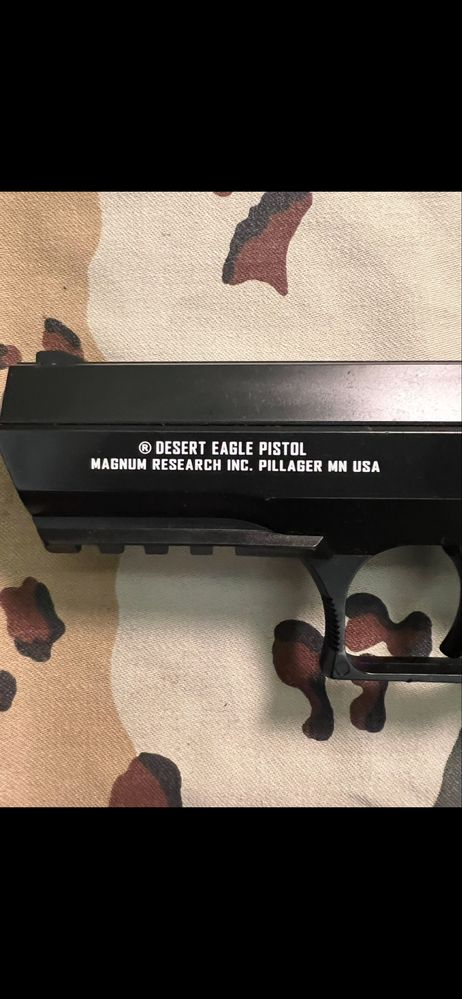 ® DESERT EAGLE PISTOL
MAGNUM RESEARCH INC. PILLAGER MN USA